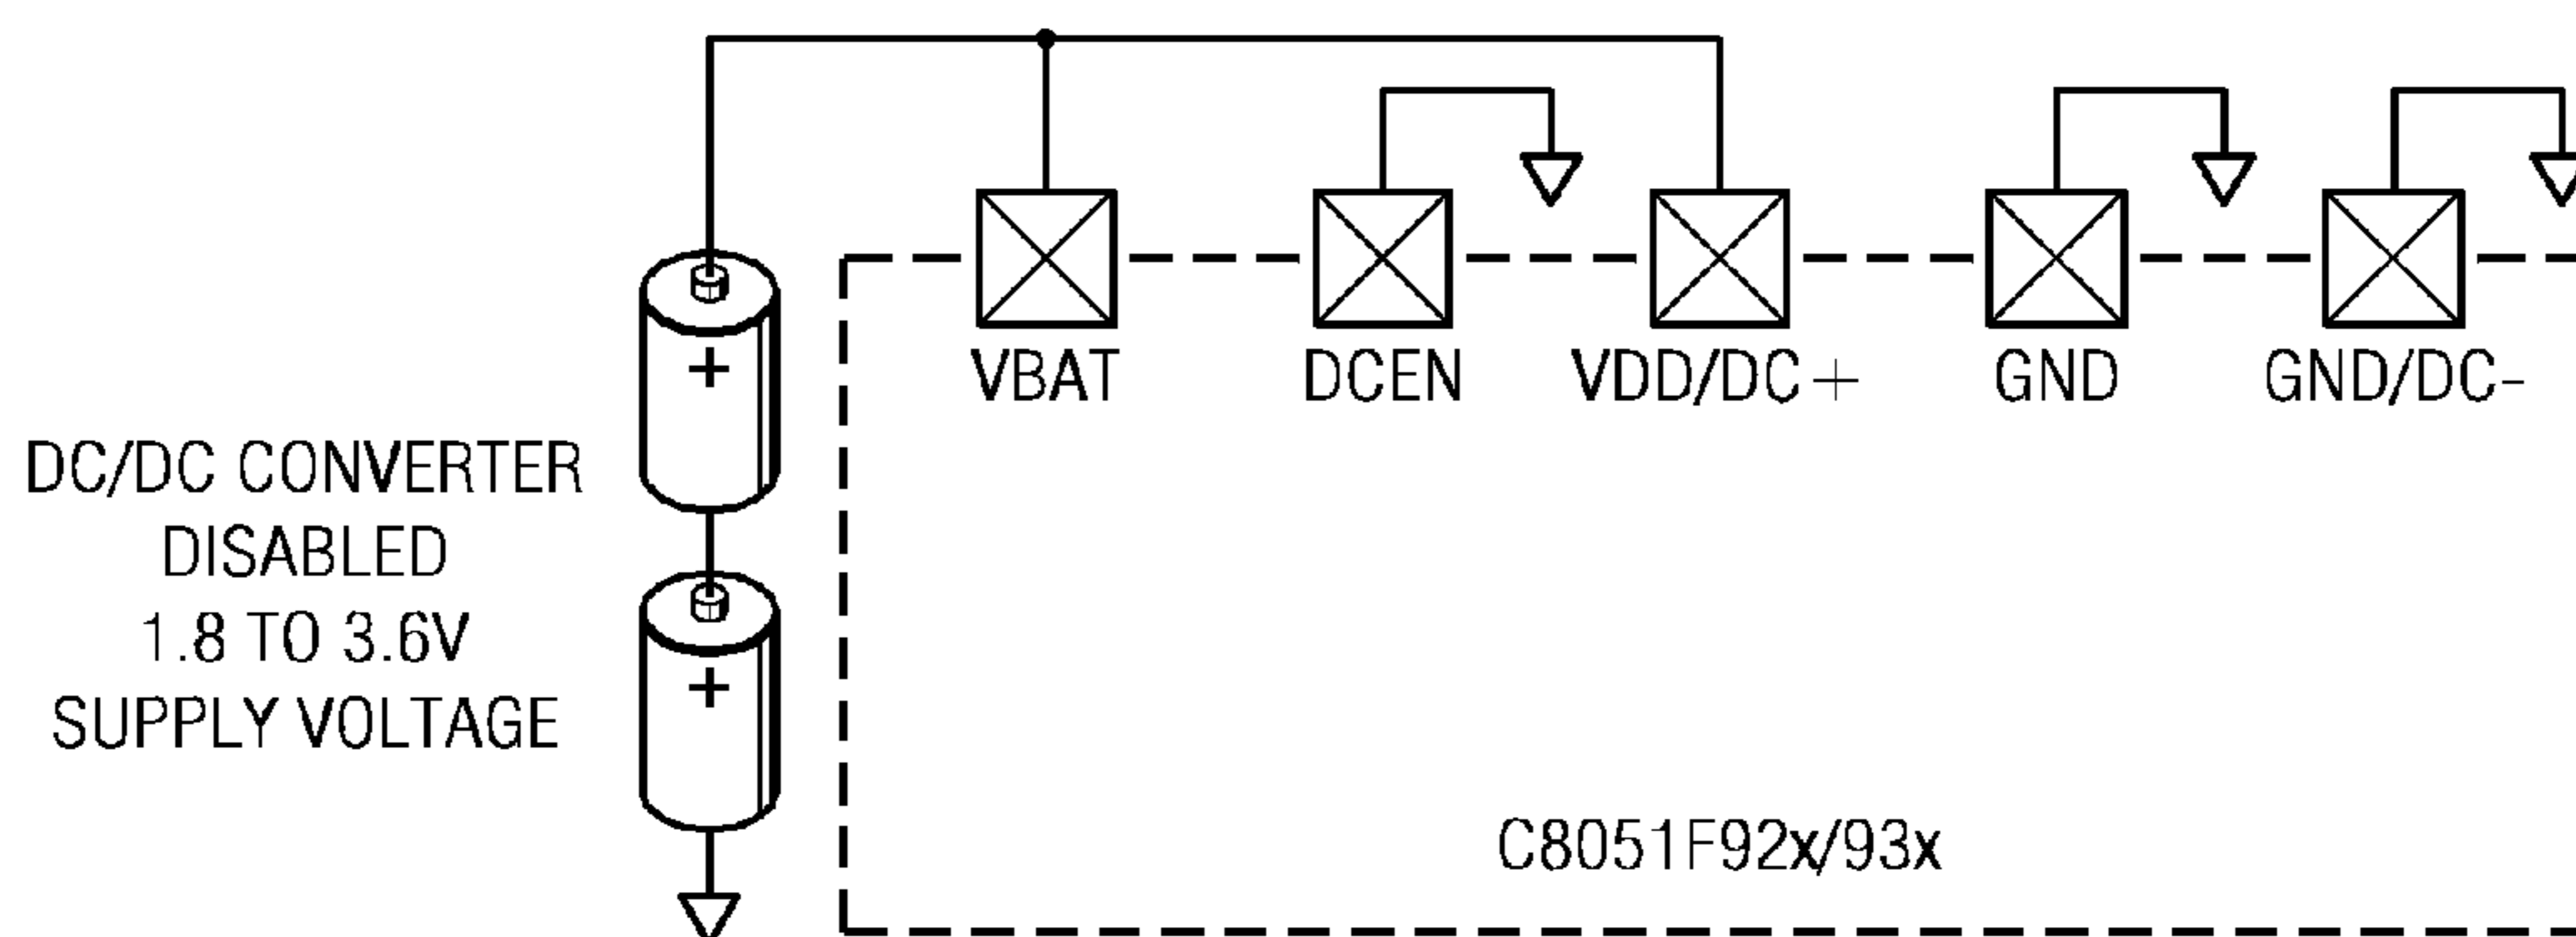 VBAT
DCEN
VDD/DC+
GND
GND/DC-
+
DC/DC CONVERTER
DISABLED
1.8 TO 3.6V
SUPPLY VOLTAGE
+
C8051F92x/93x